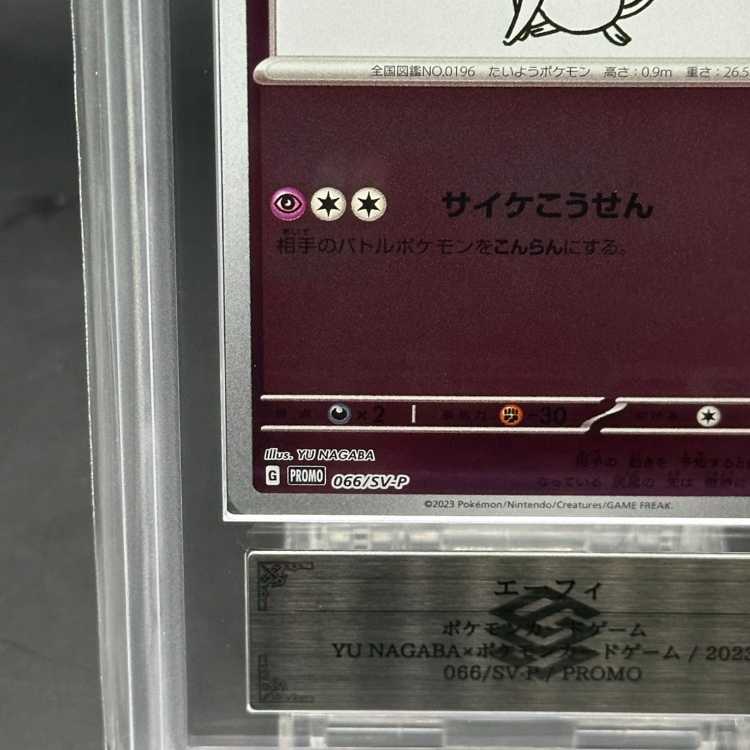 全国図鑑NO.0196 たいようポケモン 高さ:0.9m 重さ:26.5
サイケこうせん
相手のバトルポケモンをこんらんにする。
×2 -30
Illus. YU NAGABA
G PROMO 066/SV-P
©2023 Pokémon/Nintendo/Creatures/GAME FREAK.
エーフィ
ポケモンカードゲーム
YU NAGABA×ポケモンカードゲーム / 2023
066/SV-P / PROMO